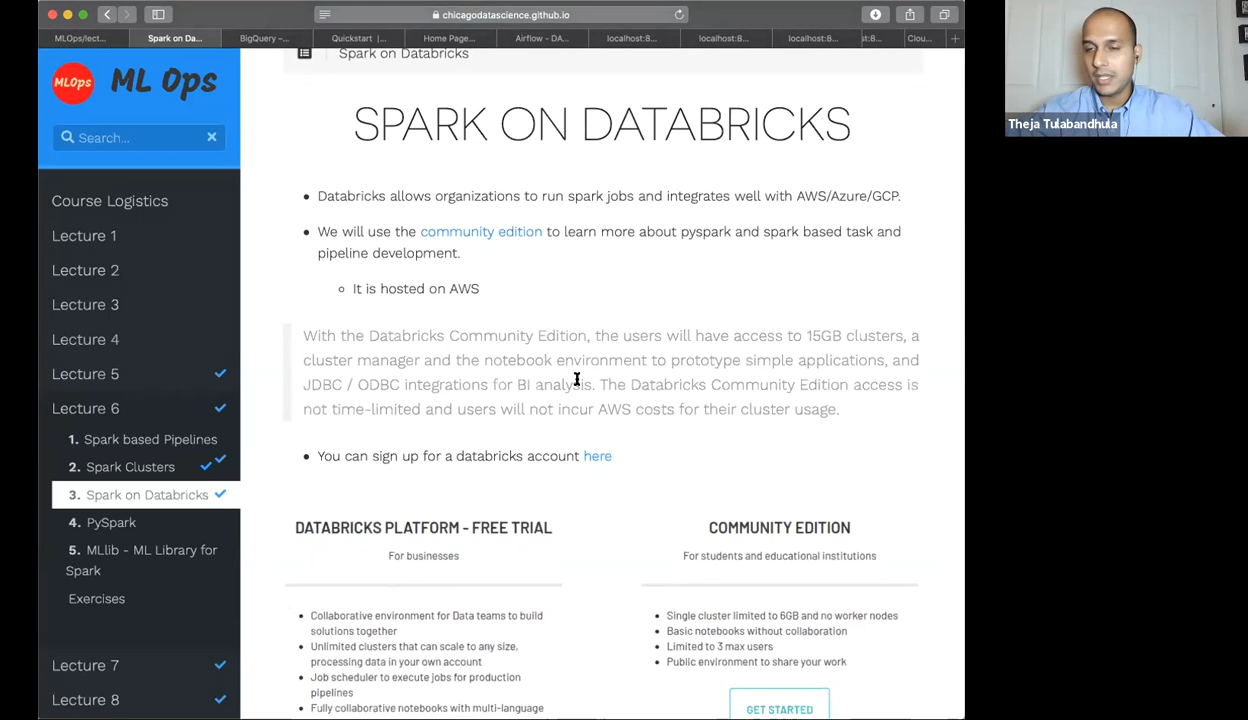 chicagodatascience.github.io
MLOps/lect...
Spark on Da...
BigQuery –...
Quickstart |...
Home Page...
Airflow - DA...
localhost:8...
localhost:8...
localhost:8...
st:8...
Clou...
MLOps
ML Ops
Search...
Course Logistics
Lecture 1
Lecture 2
Lecture 3
Lecture 4
Lecture 5
Lecture 6
1. Spark based Pipelines
2. Spark Clusters
3. Spark on Databricks
4. PySpark
5. MLlib - ML Library for
Spark
Exercises
Lecture 7
Lecture 8
Spark on Databricks
SPARK ON DATABRICKS
Databricks allows organizations to run spark jobs and integrates well with AWS/Azure/GCP.
We will use the community edition to learn more about pyspark and spark based task and
pipeline development.
It is hosted on AWS
With the Databricks Community Edition, the users will have access to 15GB clusters, a
cluster manager and the notebook environment to prototype simple applications, and
JDBC / ODBC integrations for BI analysis. The Databricks Community Edition access is
not time-limited and users will not incur AWS costs for their cluster usage.
You can sign up for a databricks account here
DATABRICKS PLATFORM - FREE TRIAL
For businesses
Collaborative environment for Data teams to build
solutions together
Unlimited clusters that can scale to any size,
processing data in your own account
Job scheduler to execute jobs for production
pipelines
Fully collaborative notebooks with multi-language
COMMUNITY EDITION
For students and educational institutions
Single cluster limited to 6GB and no worker nodes
Basic notebooks without collaboration
Limited to 3 max users
Public environment to share your work
GET STARTED
Theja Tulabandhula